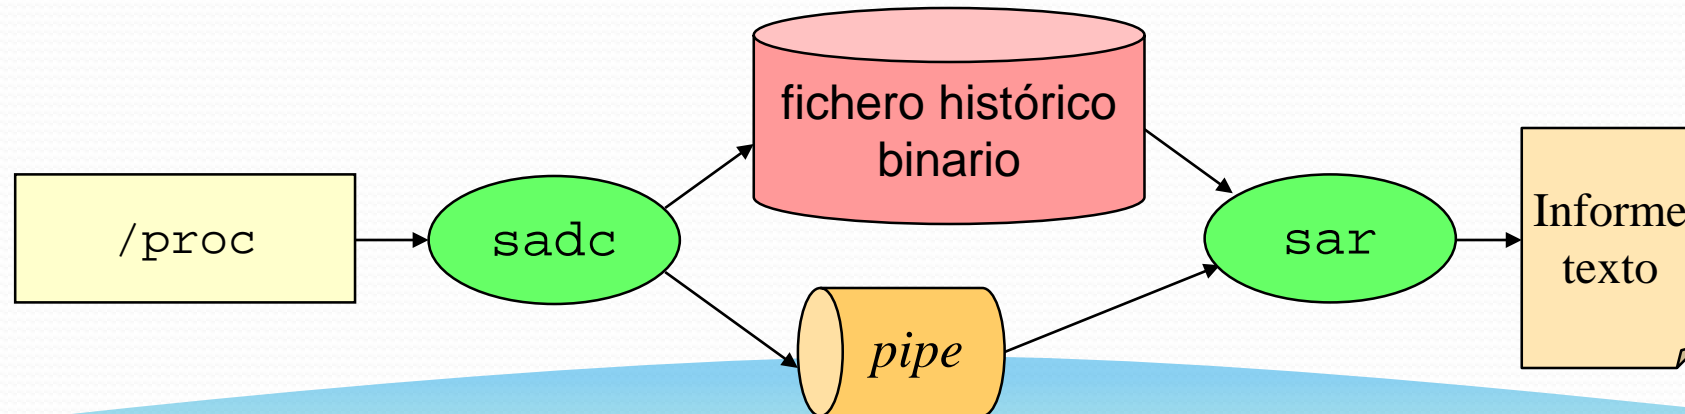 fichero histórico
binario
/proc
sadc
sar
Informe
texto
pipe